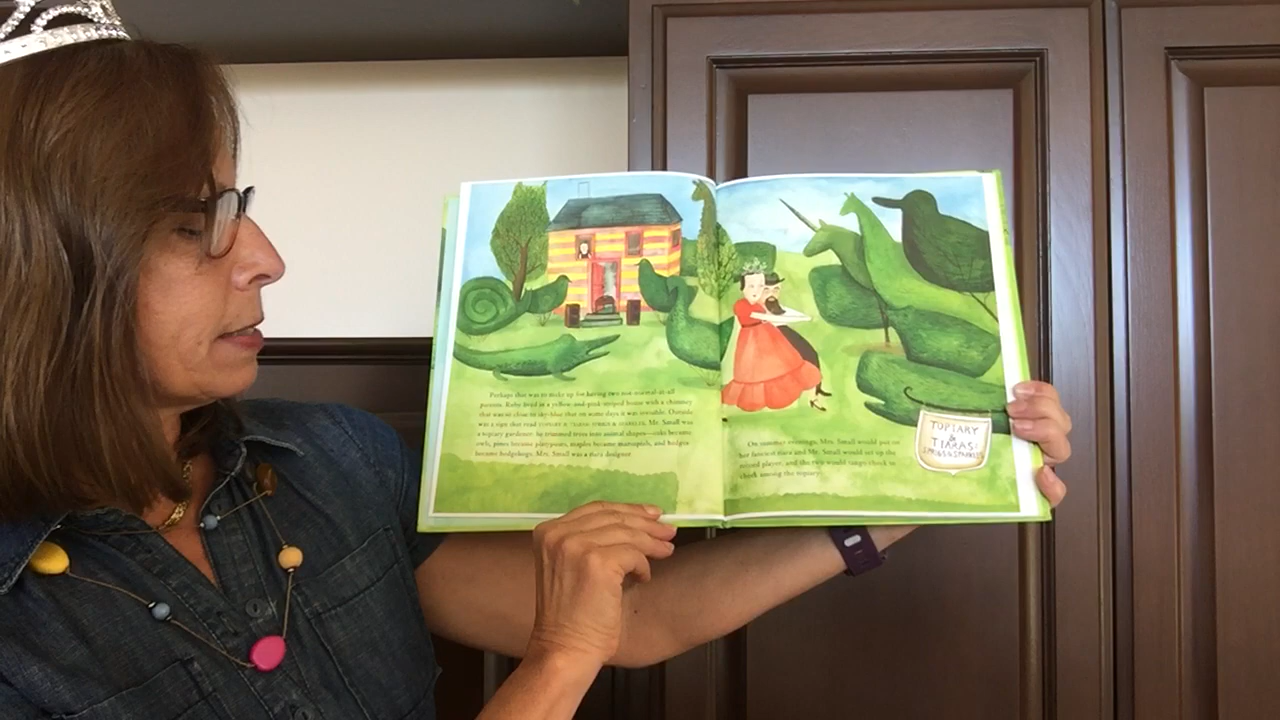 Perhaps this was to make up for having two not-normal-at-all
parents. Ruby lived in a yellow-and-pink-striped house with a chimney
that was so close to sky-blue that on some days it was invisible. Outside
was a sign that read TOPIARY & TIARAS: SPRIGS & SPARKLES. Mr. Small was
a topiary gardener: he trimmed trees into animal shapes—oaks became
owls, pines became platypuses, maples became marsupials, and hedges
became hedgehogs. Mrs. Small was a tiara designer.
On summer evenings, Mrs. Small would put on
her fanciest tiara and Mr. Small would set up the
record player, and the two would tango cheek to
cheek among the topiary.
TOPIARY
&
TIARAS:
SPRIGS & SPARKLES